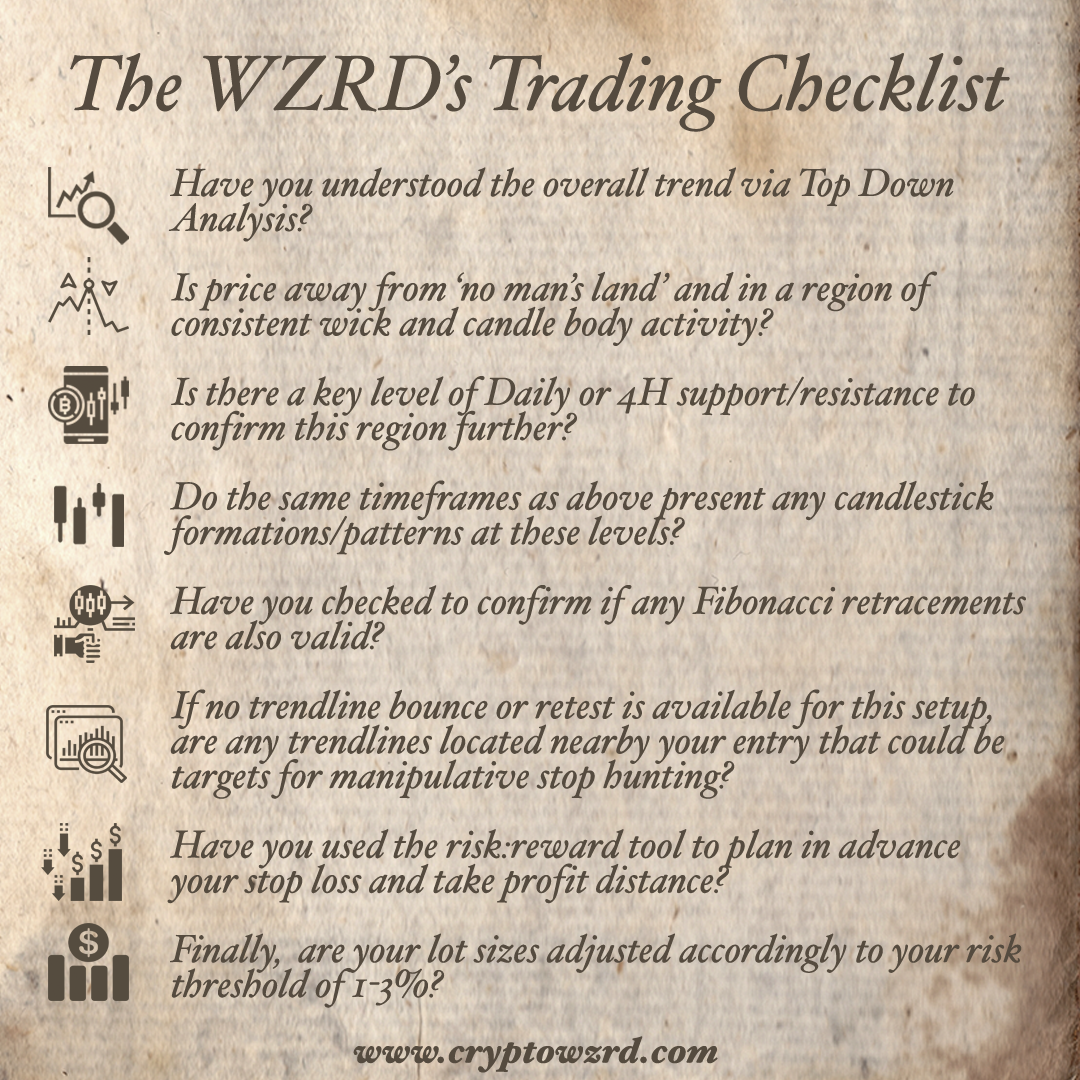 The WZRD’s Trading Checklist
Have you understood the overall trend via Top Down
Analysis?
Is price away from ‘no man’s land’ and in a region of
consistent wick and candle body activity?
Is there a key level of Daily or 4H support/resistance to
confirm this region further?
Do the same timeframes as above present any candlestick
formations/patterns at these levels?
Have you checked to confirm if any Fibonacci retracements
are also valid?
If no trendline bounce or retest is available for this setup,
are any trendlines located nearby your entry that could be
targets for manipulative stop hunting?
Have you used the risk:reward tool to plan in advance
your stop loss and take profit distance?
Finally,  are your lot sizes adjusted accordingly to your risk
threshold of 1-3%?
www.cryptowzrd.com